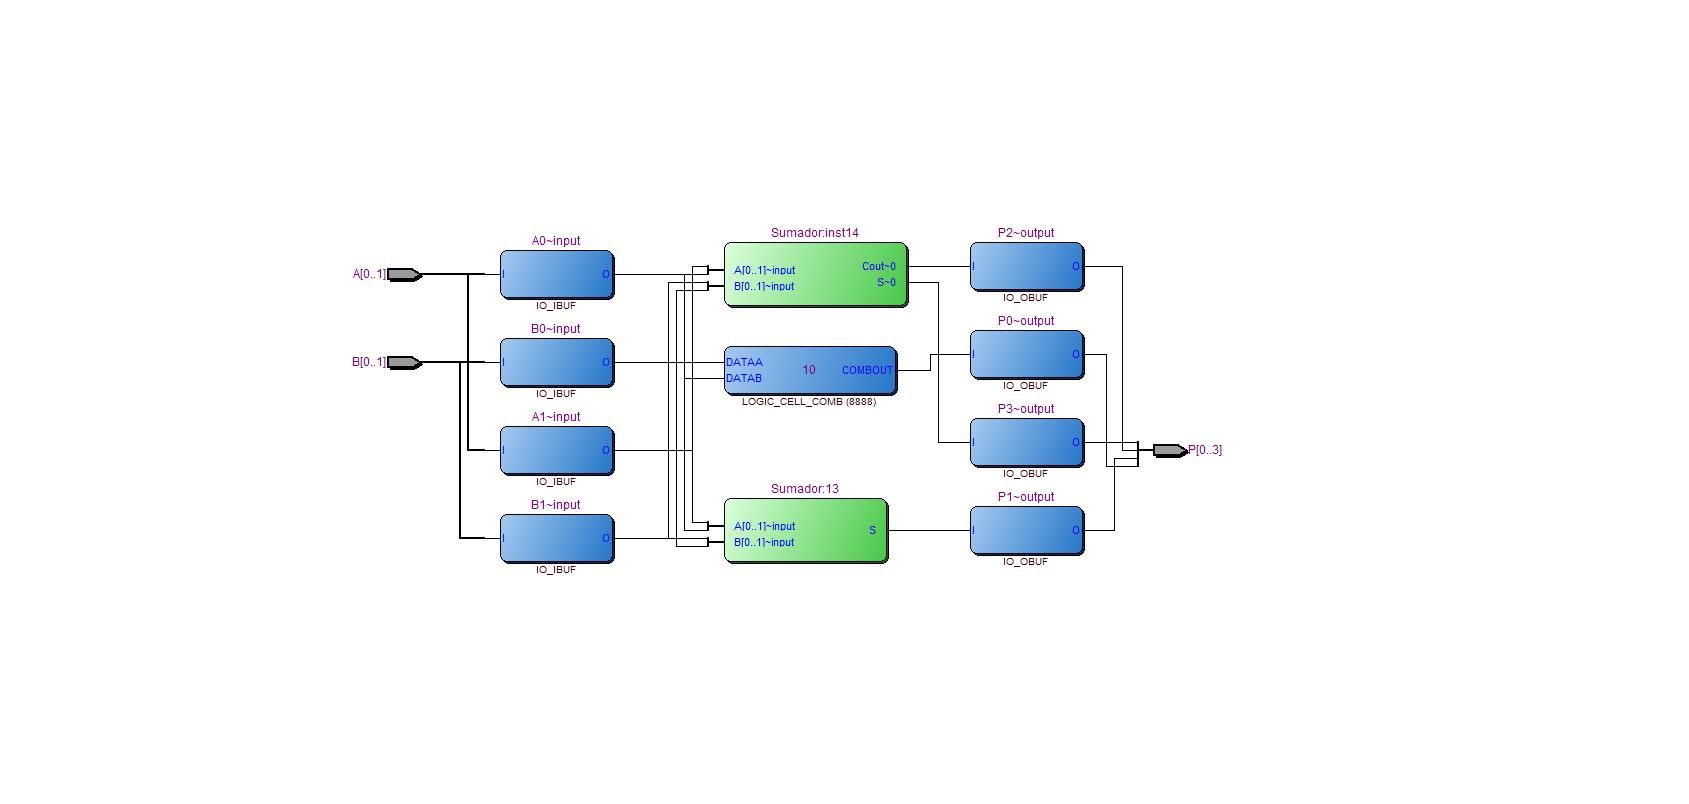 A[0..1]
B[0..1]
A0~input
I
O
IO_IBUF
B0~input
I
O
IO_IBUF
A1~input
I
O
IO_IBUF
B1~input
I
O
IO_IBUF
Sumador:inst14
A[0..1]~input
B[0..1]~input
Cout~0
S~0
DATAA
DATAB
10
COMBOUT
LOGIC_CELL_COMB (8888)
Sumador:13
A[0..1]~input
B[0..1]~input
S
P2~output
I
O
IO_OBUF
P0~output
I
O
IO_OBUF
P3~output
I
O
IO_OBUF
P1~output
I
O
IO_OBUF
P[0..3]